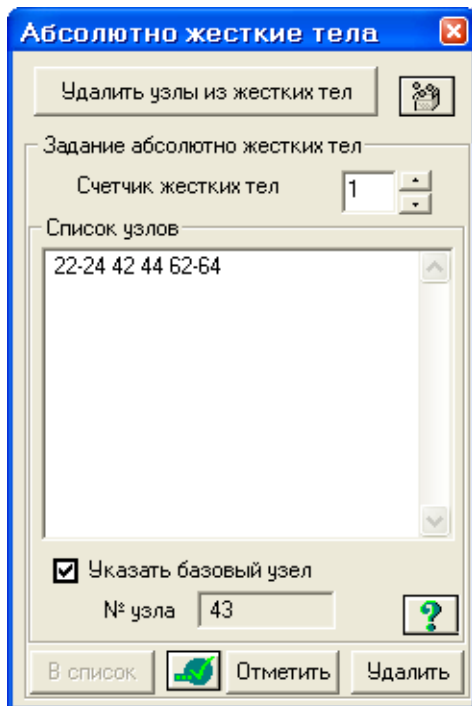 Абсолютно жесткие тела
Удалить узлы из жестких тел
Задание абсолютно жестких тел
Счетчик жестких тел 1
Список узлов
22-24 42 44 62-64
Указать базовый узел
№ узла 43
?
В список Отметить Удалить